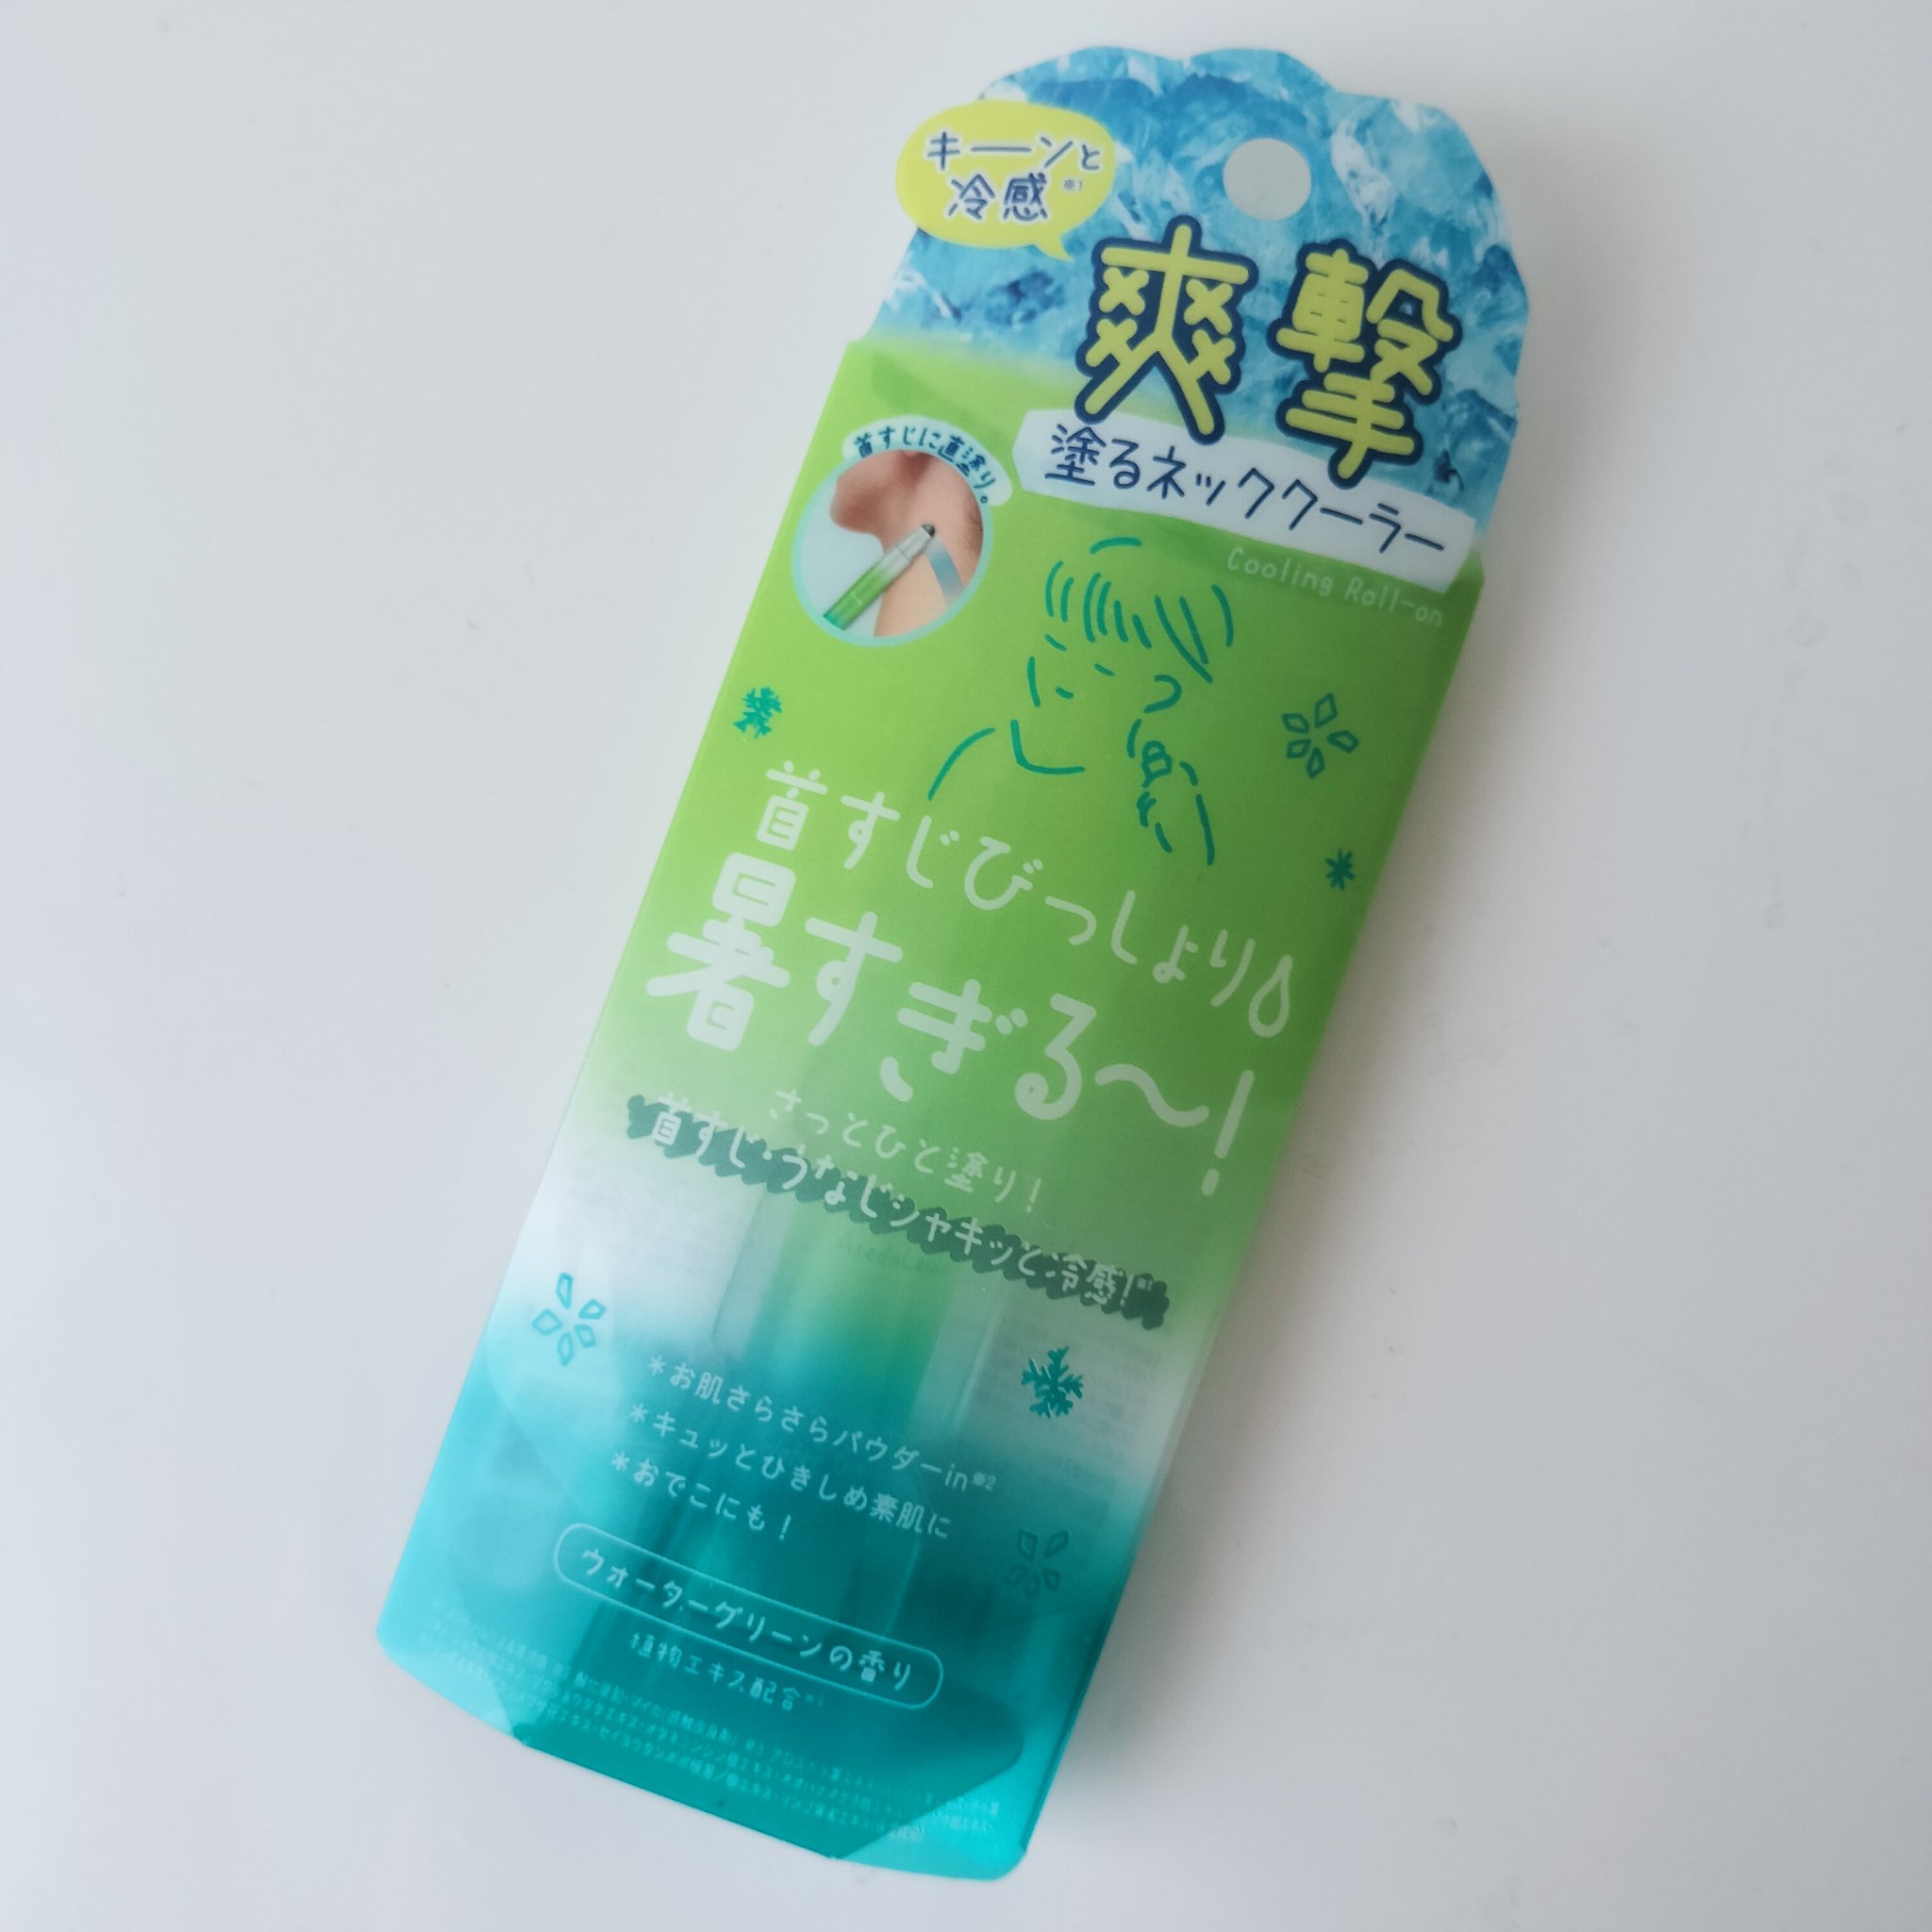 キーンと
冷感※1
爽撃
塗るネッククーラー
Cooling Roll-on
首すじに直塗り。
首すじびっしょり
暑すぎる〜!
さっとひと塗り!
首すじ・うなじシャキッと冷感!※1
*お肌さらさらパウダーin※2
*キュッとひきしめ素肌に
*おでこにも!
ウォーターグリーンの香り
植物エキス配合